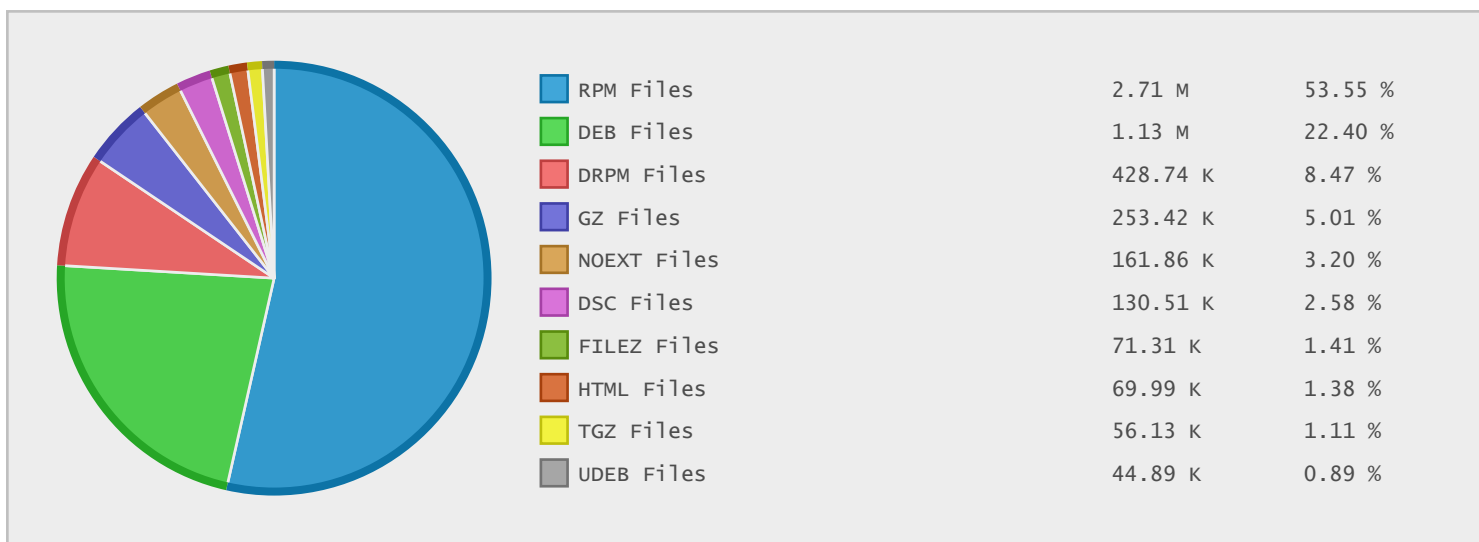 RPM Files 2.71 M 53.55 %
DEB Files 1.13 M 22.40 %
DRPM Files 428.74 K 8.47 %
GZ Files 253.42 K 5.01 %
NOEXT Files 161.86 K 3.20 %
DSC Files 130.51 K 2.58 %
FILEZ Files 71.31 K 1.41 %
HTML Files 69.99 K 1.38 %
TGZ Files 56.13 K 1.11 %
UDEB Files 44.89 K 0.89 %